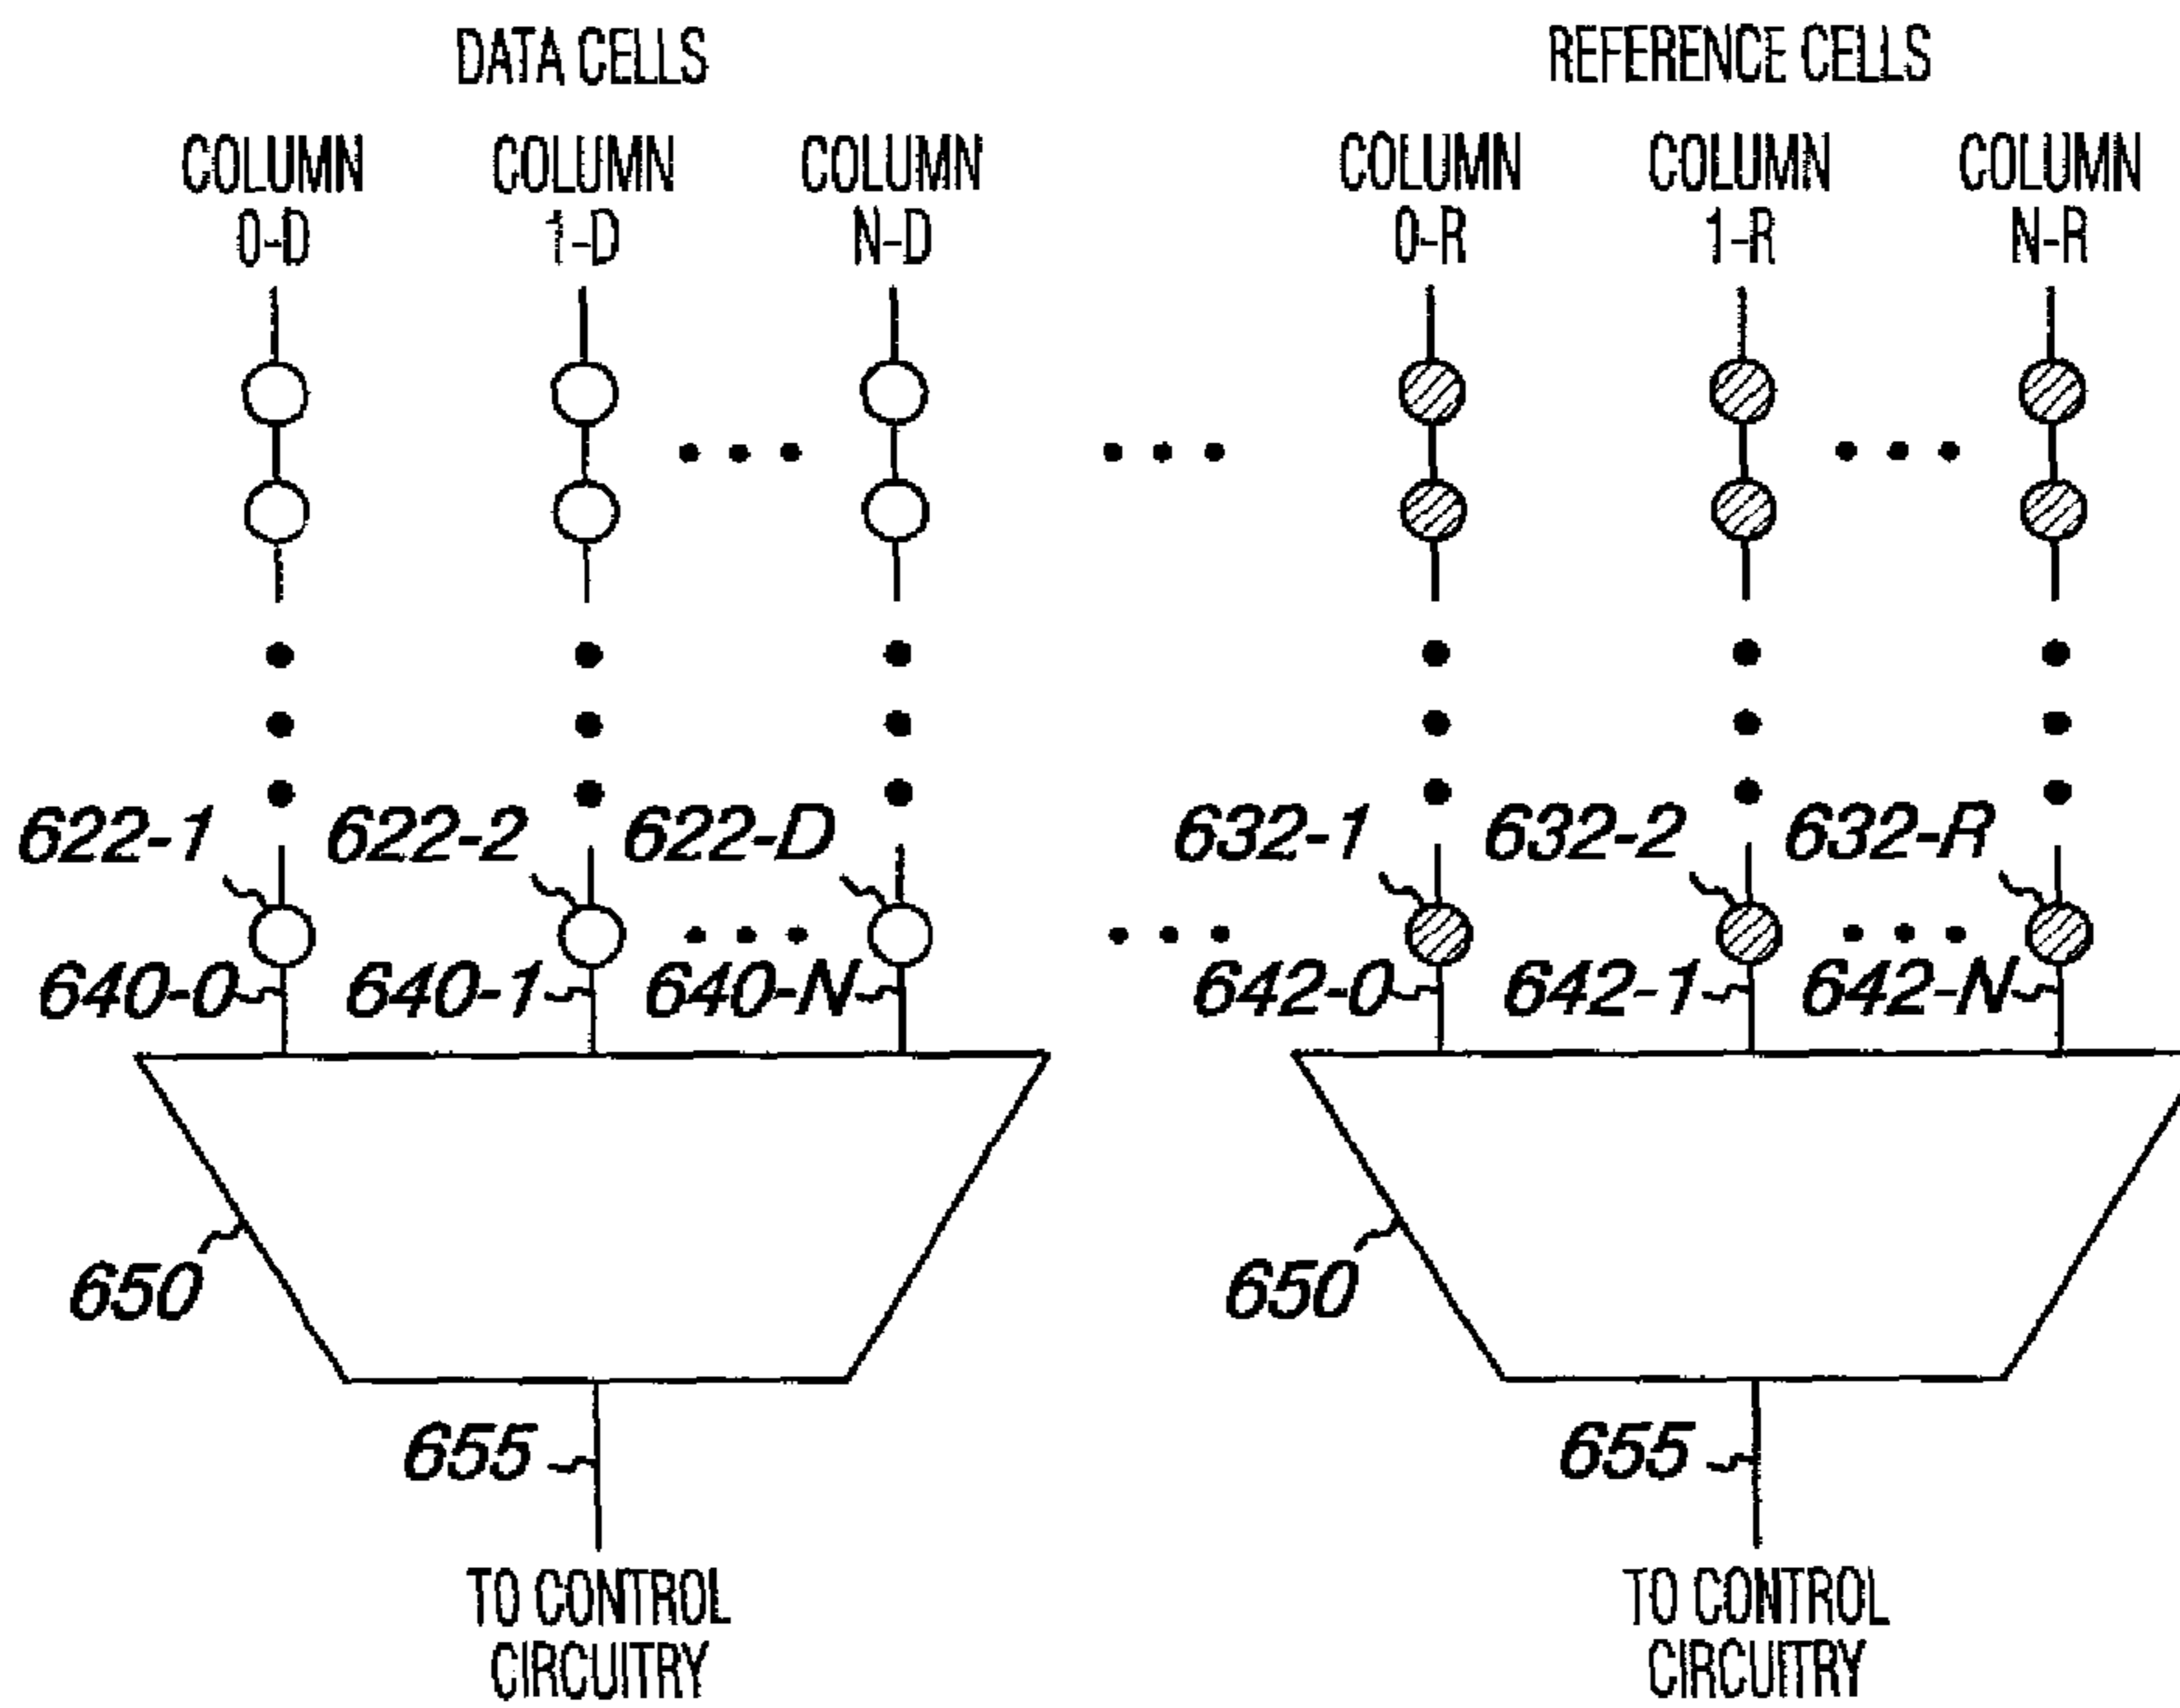 DATA CELLS
REFERENCE CELLS
COLUMN 0-D
COLUMN 1-D
COLUMN N-D
COLUMN 0-R
COLUMN 1-R
COLUMN N-R
622-1
622-2
622-D
632-1
632-2
632-R
640-0
640-1
640-N
642-0
642-1
642-N
650
650
655
655
TO CONTROL
CIRCUITRY
TO CONTROL
CIRCUITRY